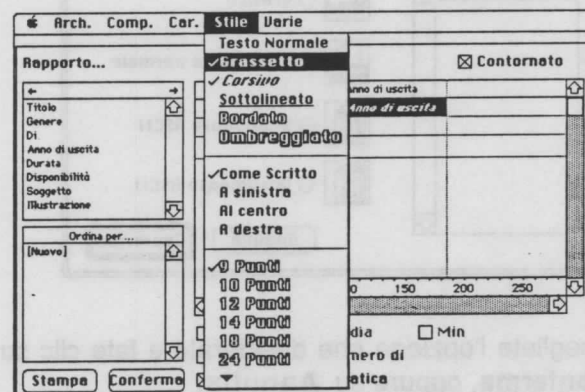 Arch. Comp. Car. Stile Varie
Rapporto...
Titolo
Genere
Di
Anno di uscita
Durata
Disponibilità
Soggetto
Illustrazione
Ordina per...
[Nuovo]
Stampa
Conferma
Testo Normale
✓Grassetto
✓Corsivo
Sottolineato
Bordato
Ombreggiato
✓Come Scritto
A sinistra
Al centro
A destra
✓9 Punti
10 Punti
12 Punti
14 Punti
18 Punti
24 Punti
Contornato
nno di uscita
Anno di uscita
0 150 200 250
dia Min
nero di
atica